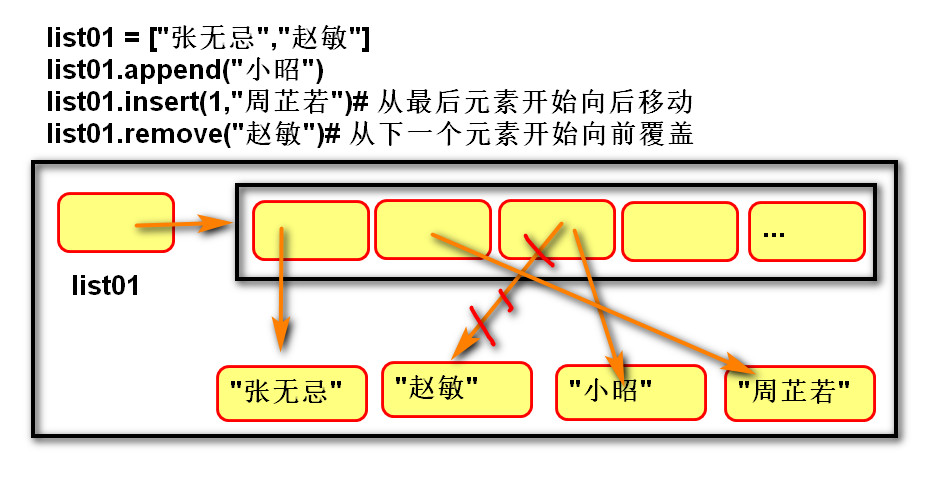 list01 = ["张无忌","赵敏"]
list01.append("小昭")
list01.insert(1,"周芷若")# 从最后元素开始向后移动
list01.remove("赵敏")# 从下一个元素开始向前覆盖
...
list01
"张无忌" "赵敏" "小昭" "周芷若"